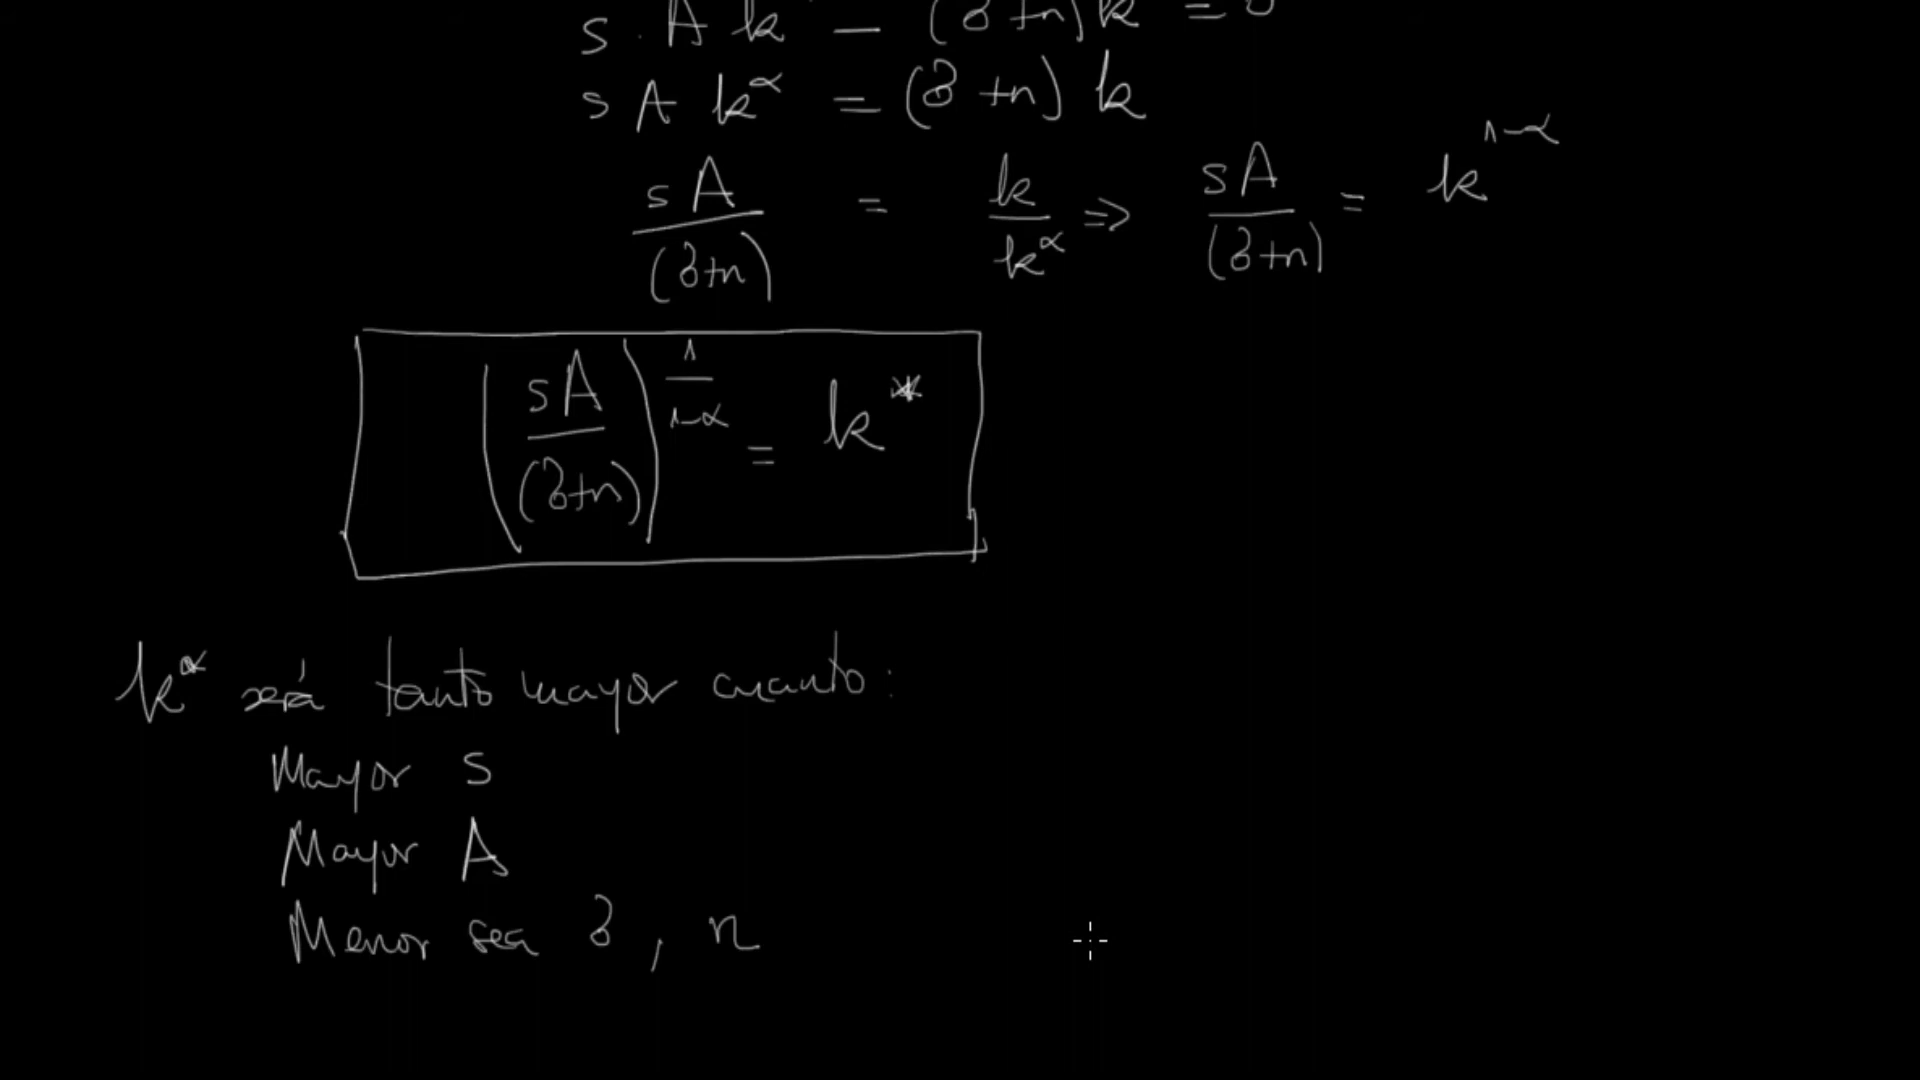 s · A k − (δ+n) k = 0
s A k^α = (δ+n) k
sA/(δ+n) = k/k^α ⇒ sA/(δ+n) = k^(1-α)
(sA/(δ+n))^(1/(1-α)) = k*
k* será tanto mayor cuanto:
Mayor s
Mayor A
Menor sea δ, n